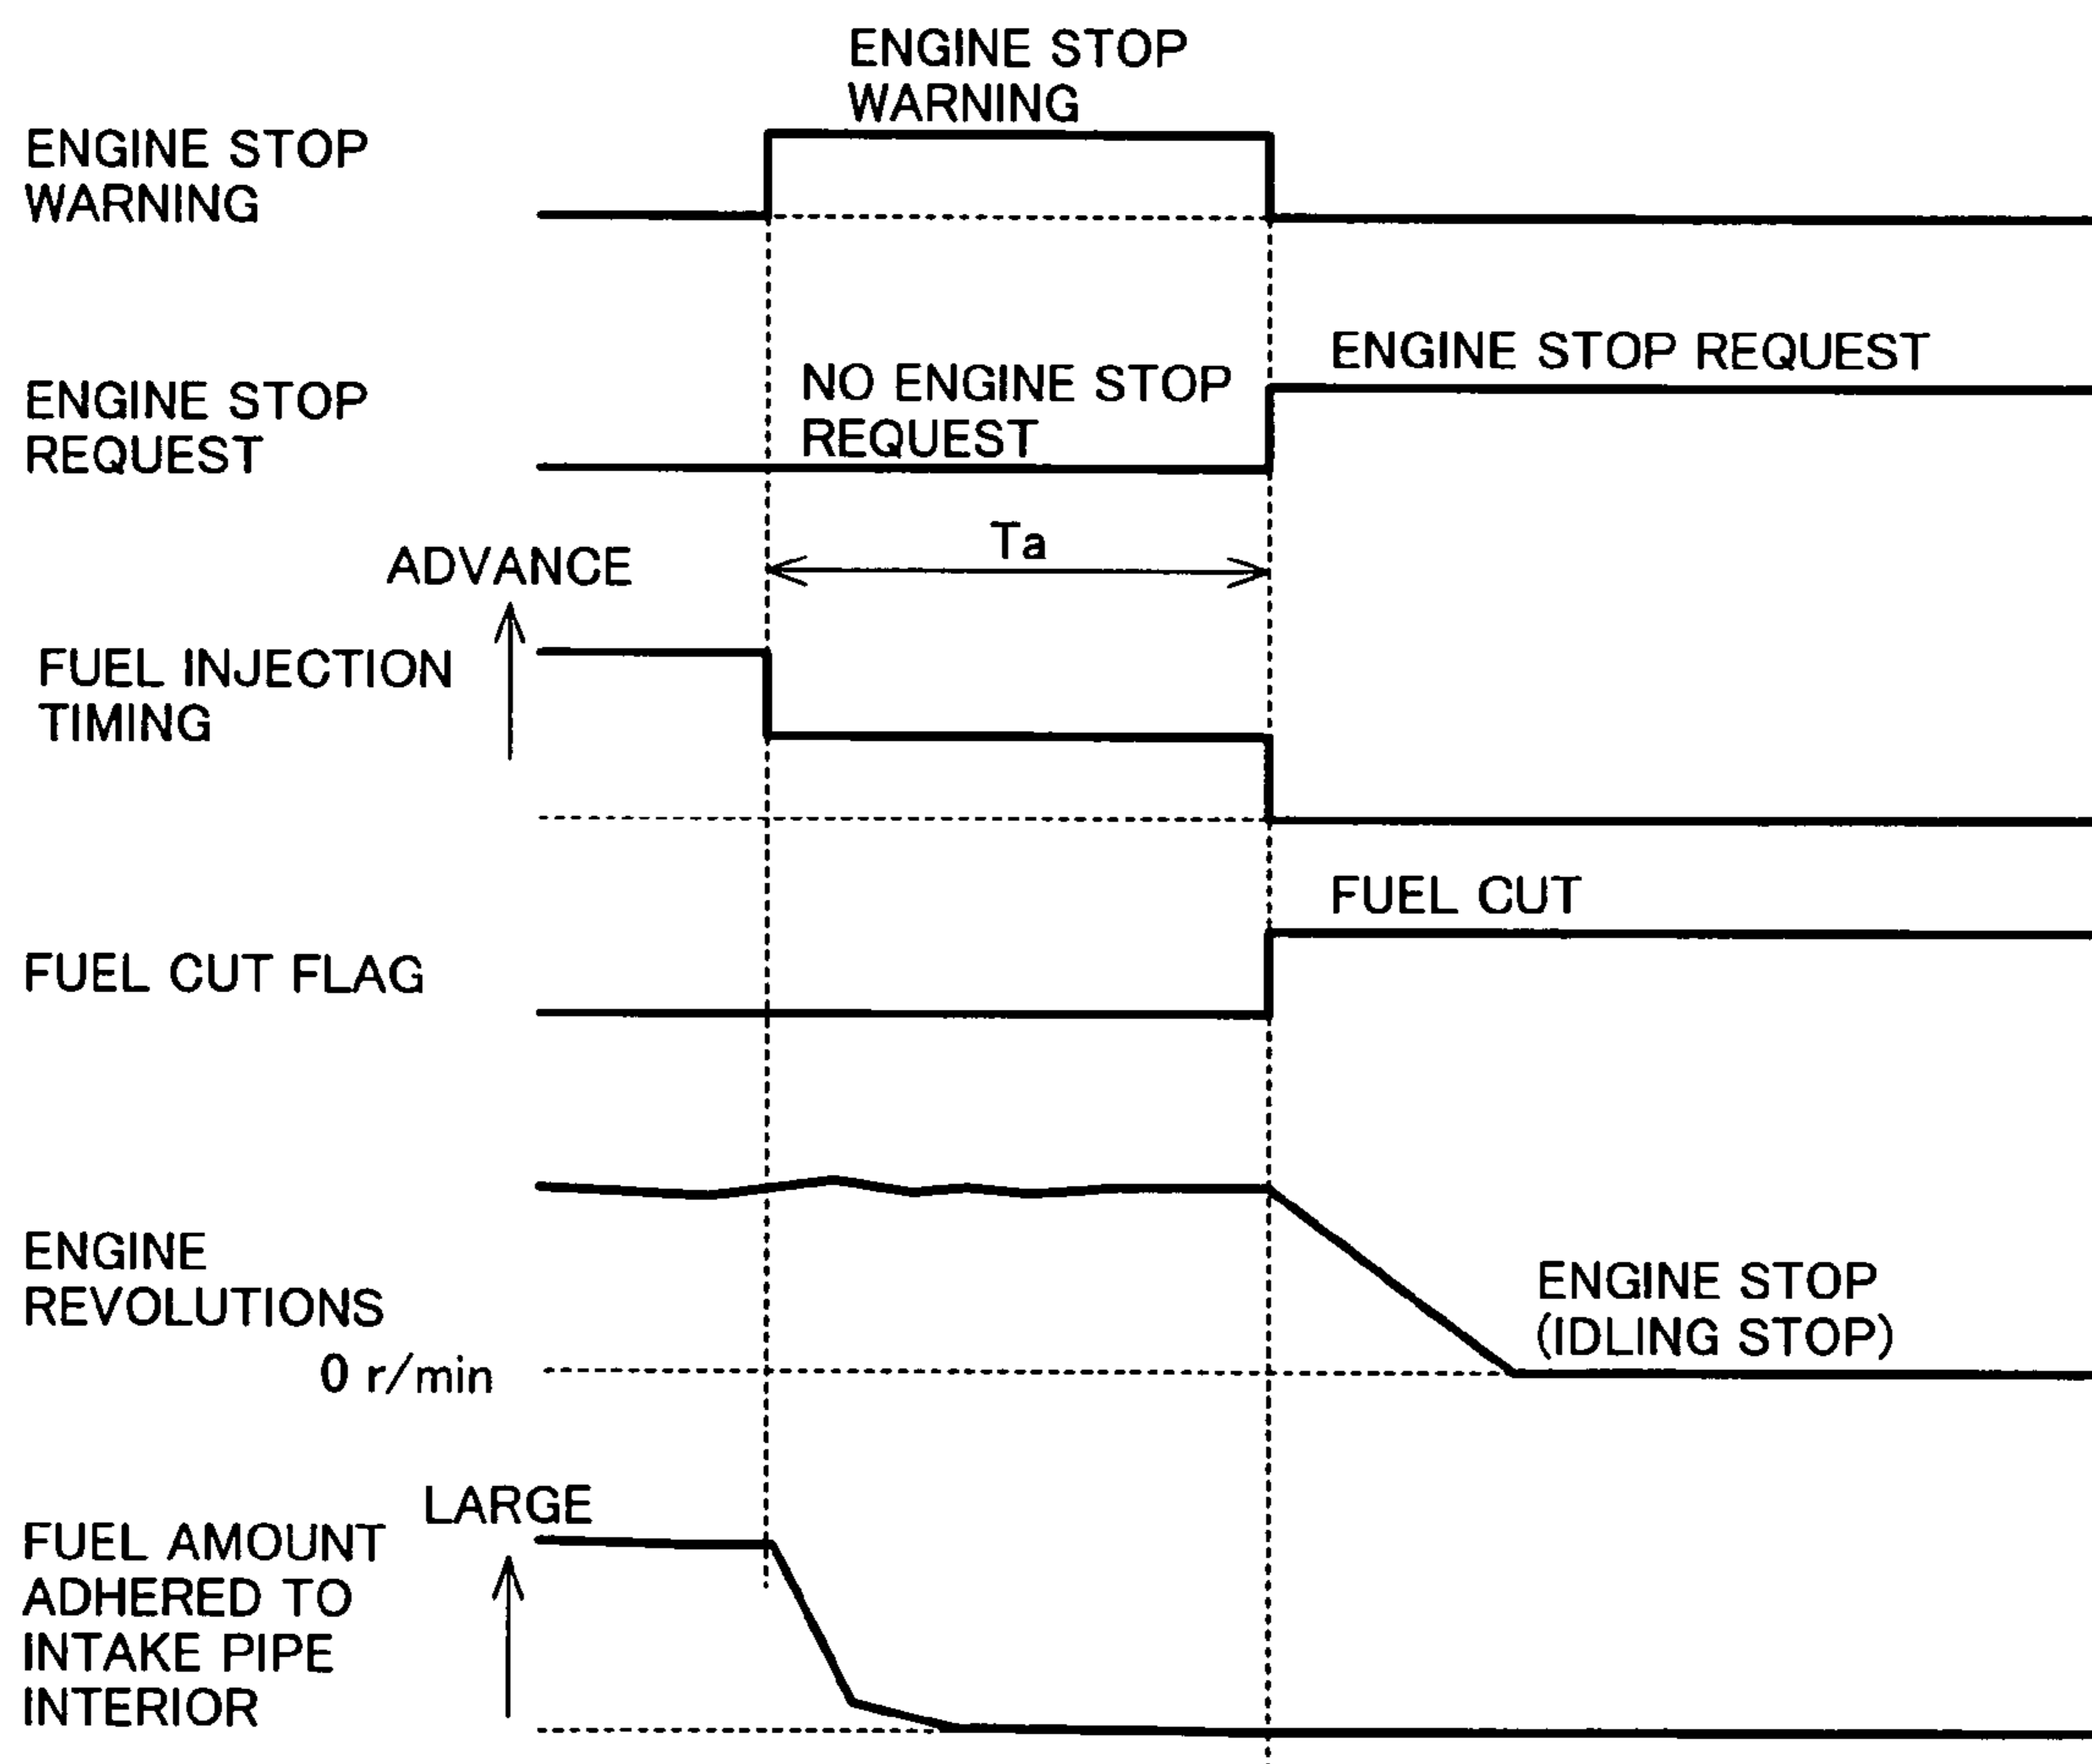 ENGINE STOP
WARNING
ENGINE STOP
WARNING
ENGINE STOP REQUEST
NO ENGINE STOP
REQUEST
ENGINE STOP
REQUEST
Ta
ADVANCE
FUEL INJECTION
TIMING
FUEL CUT
FUEL CUT FLAG
ENGINE
REVOLUTIONS
ENGINE STOP
(IDLING STOP)
0 r/min
LARGE
FUEL AMOUNT
ADHERED TO
INTAKE PIPE
INTERIOR